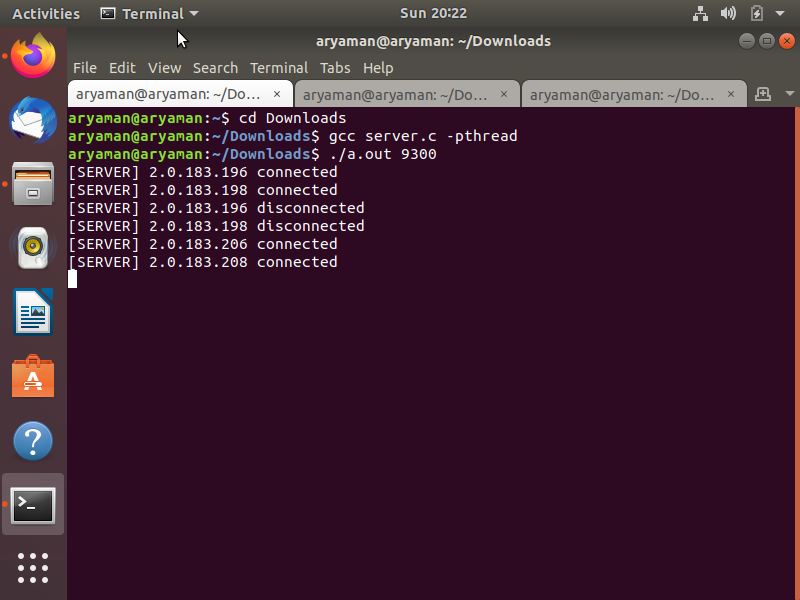 Activities Terminal Sun 20:22
aryaman@aryaman: ~/Downloads
File Edit View Search Terminal Tabs Help
aryaman@aryaman: ~/Do... × aryaman@aryaman: ~/Do... × aryaman@aryaman: ~/Do... ×
aryaman@aryaman:~$ cd Downloads
aryaman@aryaman:~/Downloads$ gcc server.c -pthread
aryaman@aryaman:~/Downloads$ ./a.out 9300
[SERVER] 2.0.183.196 connected
[SERVER] 2.0.183.198 connected
[SERVER] 2.0.183.196 disconnected
[SERVER] 2.0.183.198 disconnected
[SERVER] 2.0.183.206 connected
[SERVER] 2.0.183.208 connected